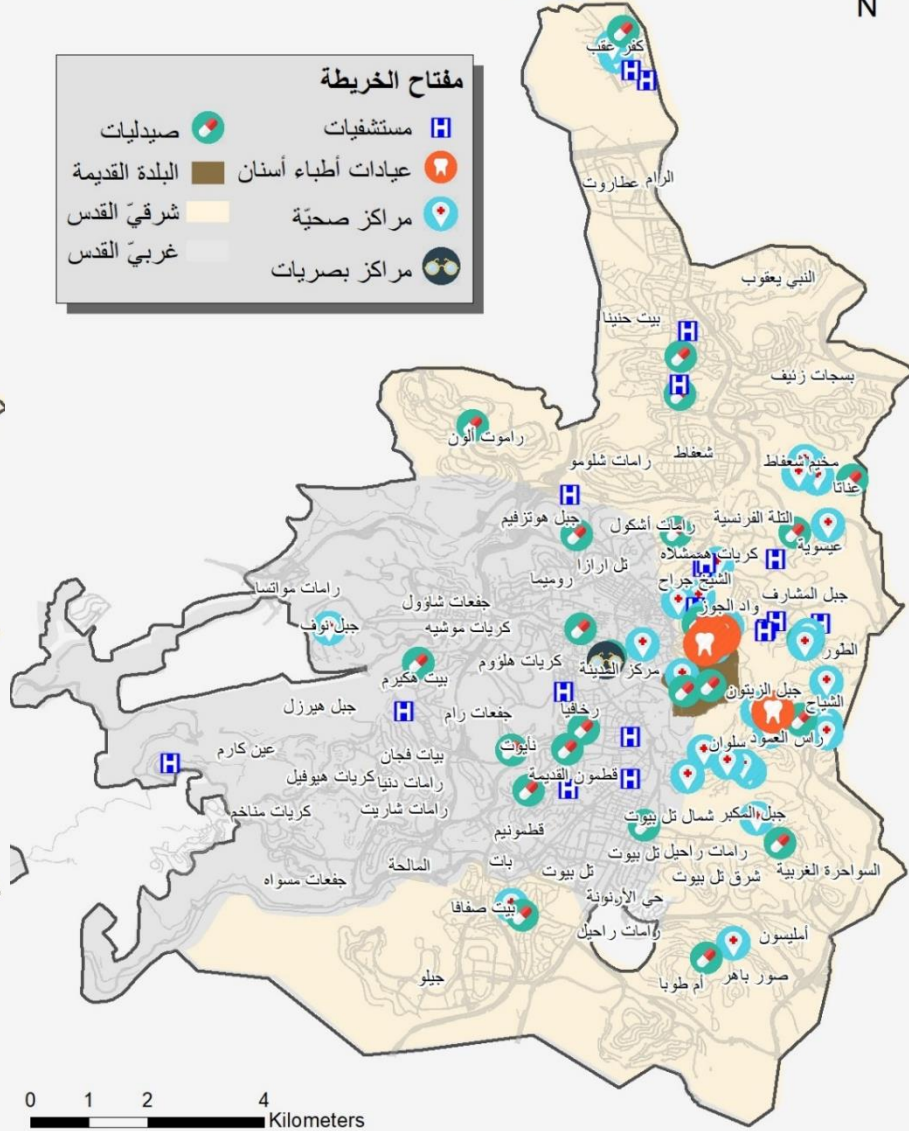 N
كفر عقب
مفتاح الخريطة
مستشفيات
صيدليات
عيادات أطباء أسنان
البلدة القديمة
مراكز صحيّة
شرقيّ القدس
مراكز بصريات
غربيّ القدس
الرام
عطاروت
النبي يعقوب
بيت حنينا
بسجات زئيف
راموت ألون
شعفاط
رامات شلومو
مخيم شعفاط
عناتا
جبل هوتزفيم
رامات أشكول
التلة الفرنسية
عيسوية
تل ارازا
كريات هممشلاه
روميما
الشيخ جراح
رامات مواتسا
جفعات شاؤول
جبل المشارف
واد الجوز
جبل نوف
كريات موشيه
الطور
بيت هكيرم
كريات هلؤوم
مركز المدينة
جبل الزيتون
الشياح
جبل هيرزل
جفعات رام
رحافيا
راس العمود
سلوان
عين كارم
بيات فجان
نأيوت
كريات هيوفيل
رامات دنيا
قطمون القديمة
كريات مناحم
رامات شاريت
جبل المكبر
شمال تل بيوت
قطمونيم
المالحة
بات
تل بيوت
رامات راحيل
السواحرة الغربية
جفعات مسواه
تل بيوت
شرق تل بيوت
حي الأرنونة
بيت صفافا
رامات راحيل
أمليسون
جيلو
أم طوبا
صور باهر
0 1 2 4
Kilometers